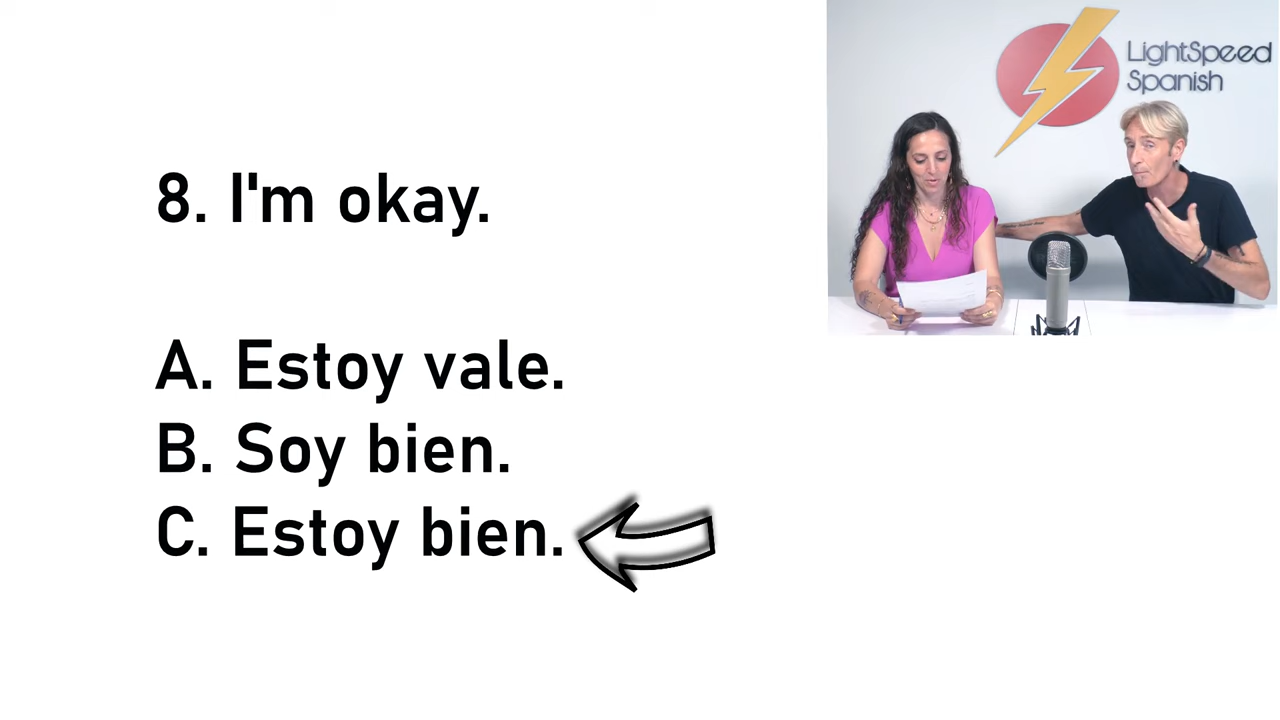 8. I'm okay.
A. Estoy vale.
B. Soy bien.
C. Estoy bien.
LightSpeed
Spanish